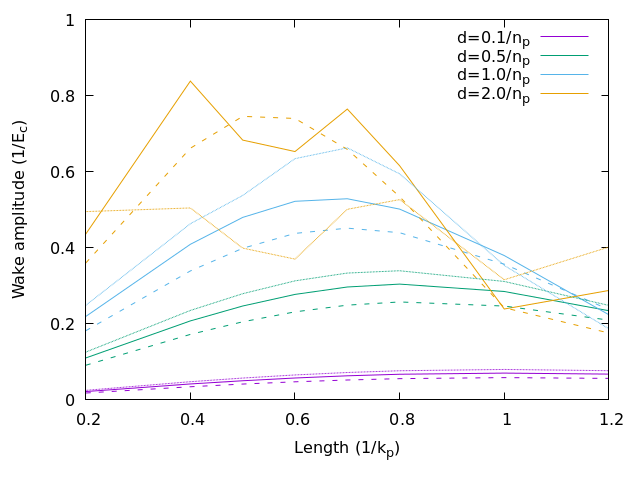 1
0.8
0.6
0.4
0.2
0
Wake amplitude (1/E_c)
d=0.1/n_p
d=0.5/n_p
d=1.0/n_p
d=2.0/n_p
0.2 0.4 0.6 0.8 1 1.2
Length (1/k_p)